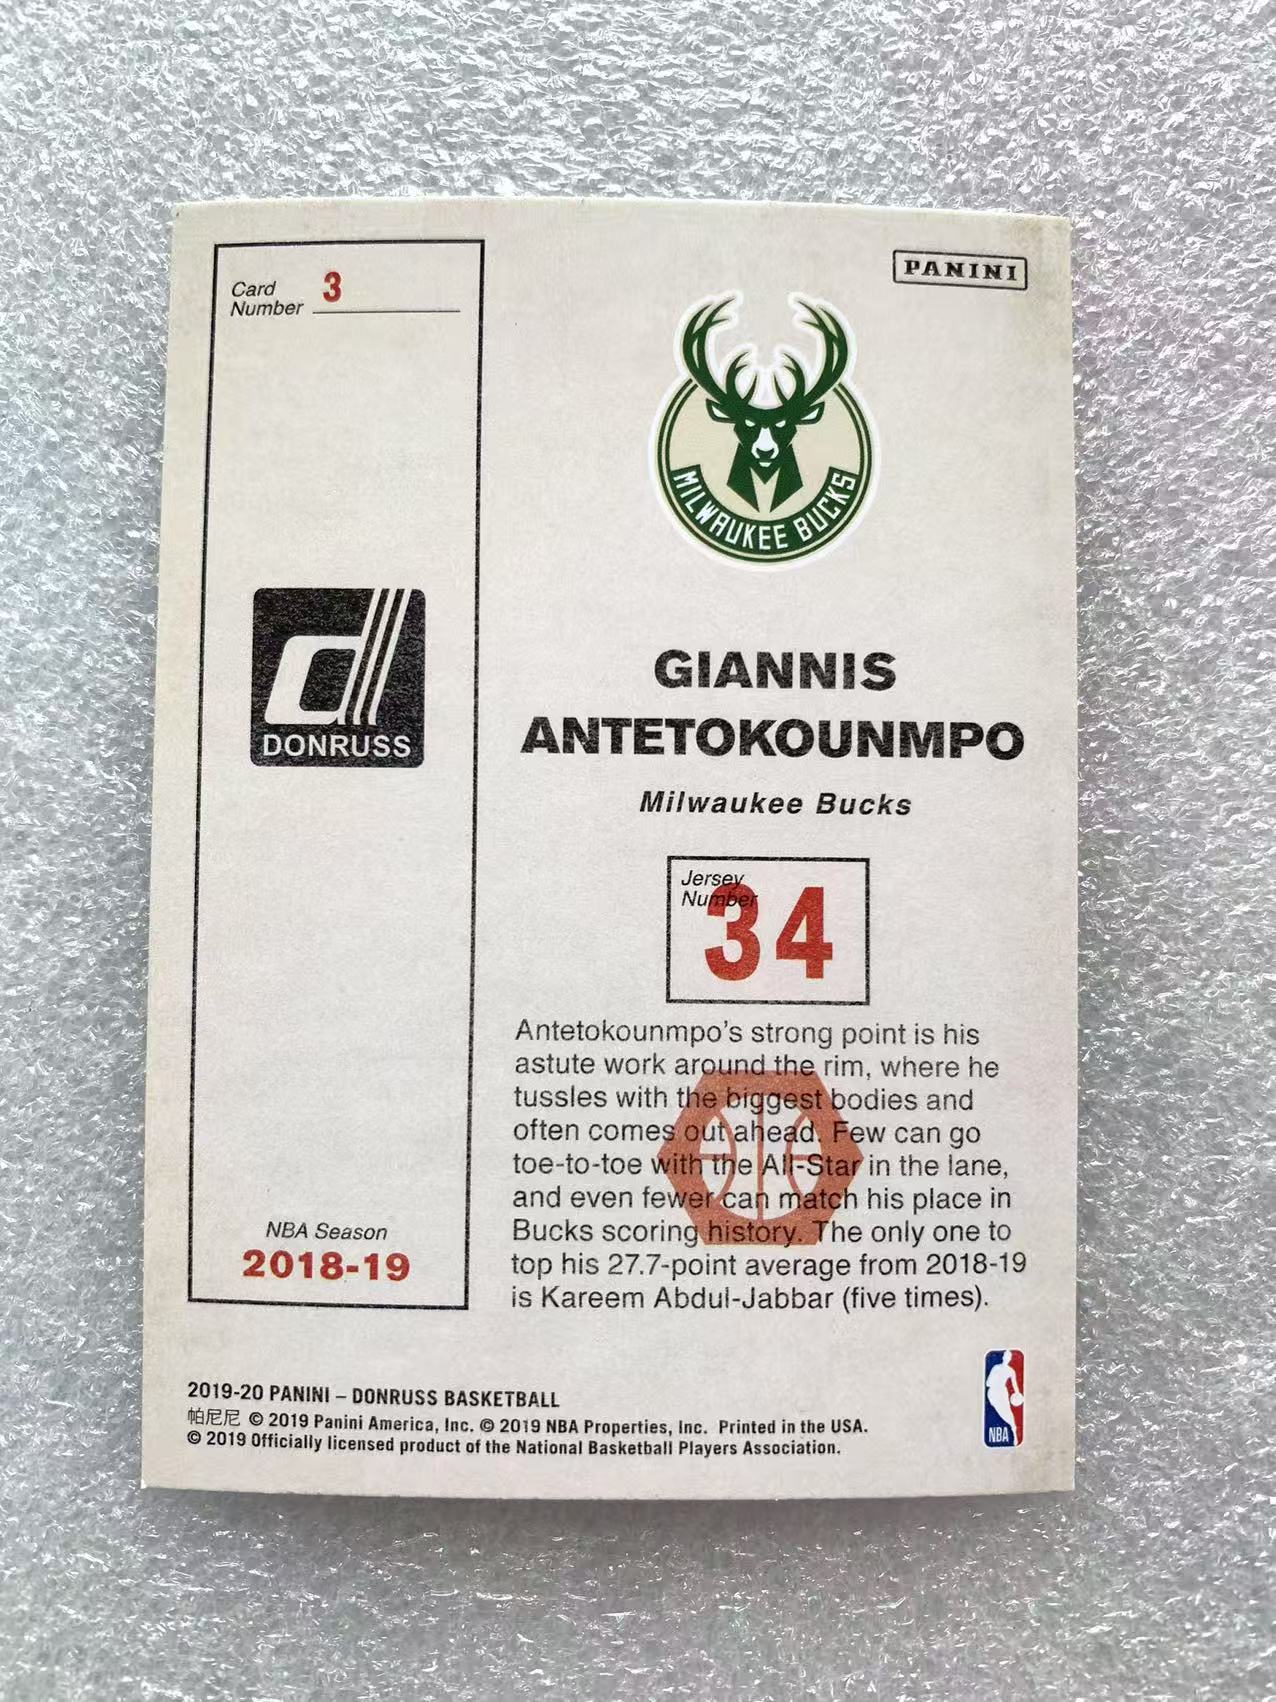 Card
Number 3
PANINI
MILWAUKEE BUCKS
DONRUSS
GIANNIS
ANTETOKOUNMPO
Milwaukee Bucks
Jersey
Number
34
Antetokounmpo's strong point is his
astute work around the rim, where he
tussles with the biggest bodies and
often comes out ahead. Few can go
toe-to-toe with the All-Star in the lane,
and even fewer can match his place in
Bucks scoring history. The only one to
top his 27.7-point average from 2018-19
is Kareem Abdul-Jabbar (five times).
NBA Season
2018-19
2019-20 PANINI – DONRUSS BASKETBALL
帕尼尼 © 2019 Panini America, Inc. © 2019 NBA Properties, Inc. Printed in the USA.
© 2019 Officially licensed product of the National Basketball Players Association.
NBA